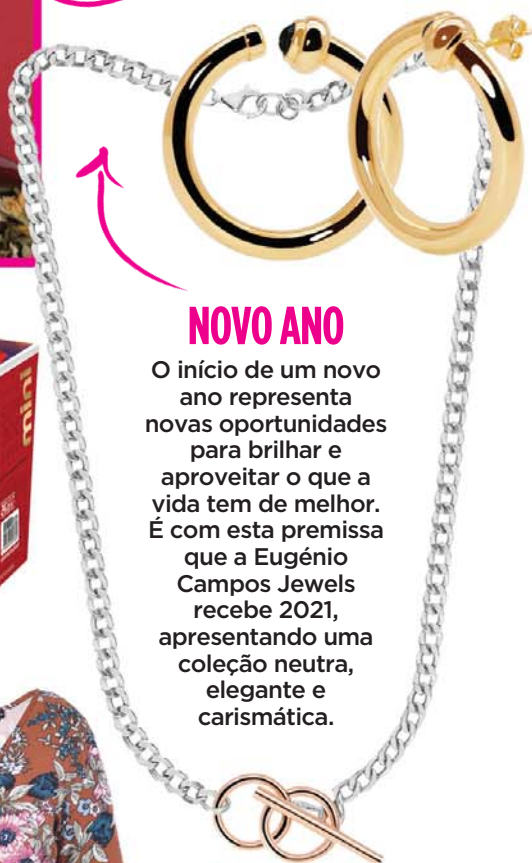 NOVO ANO
O início de um novo
ano representa
novas oportunidades
para brilhar e
aproveitar o que a
vida tem de melhor.
É com esta premissa
que a Eugénio
Campos Jewels
recebe 2021,
apresentando uma
coleção neutra,
elegante e
carismática.
mini